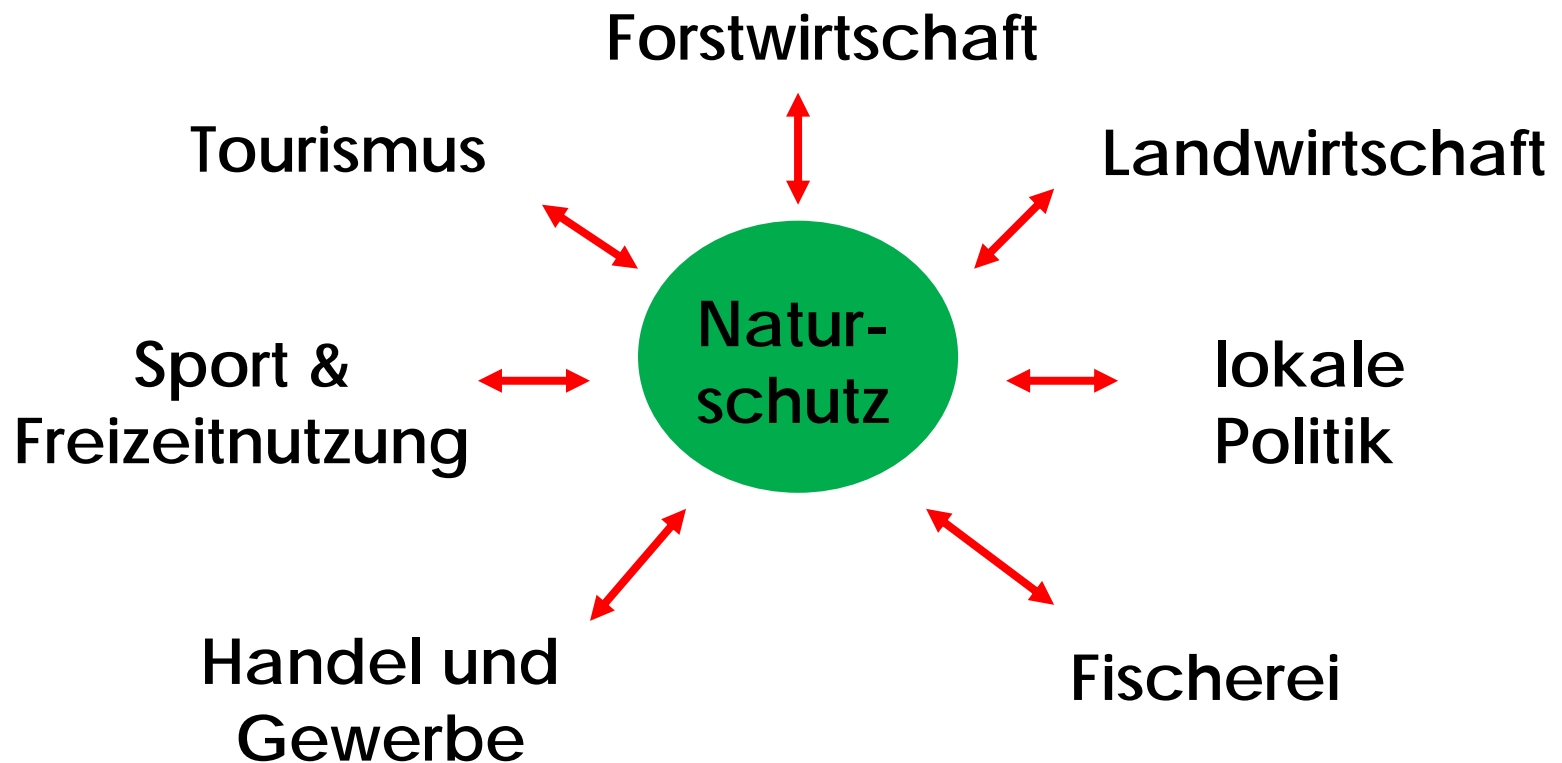 Forstwirtschaft
Tourismus
Landwirtschaft
Natur-
schutz
Sport &
Freizeitnutzung
lokale
Politik
Handel und
Gewerbe
Fischerei